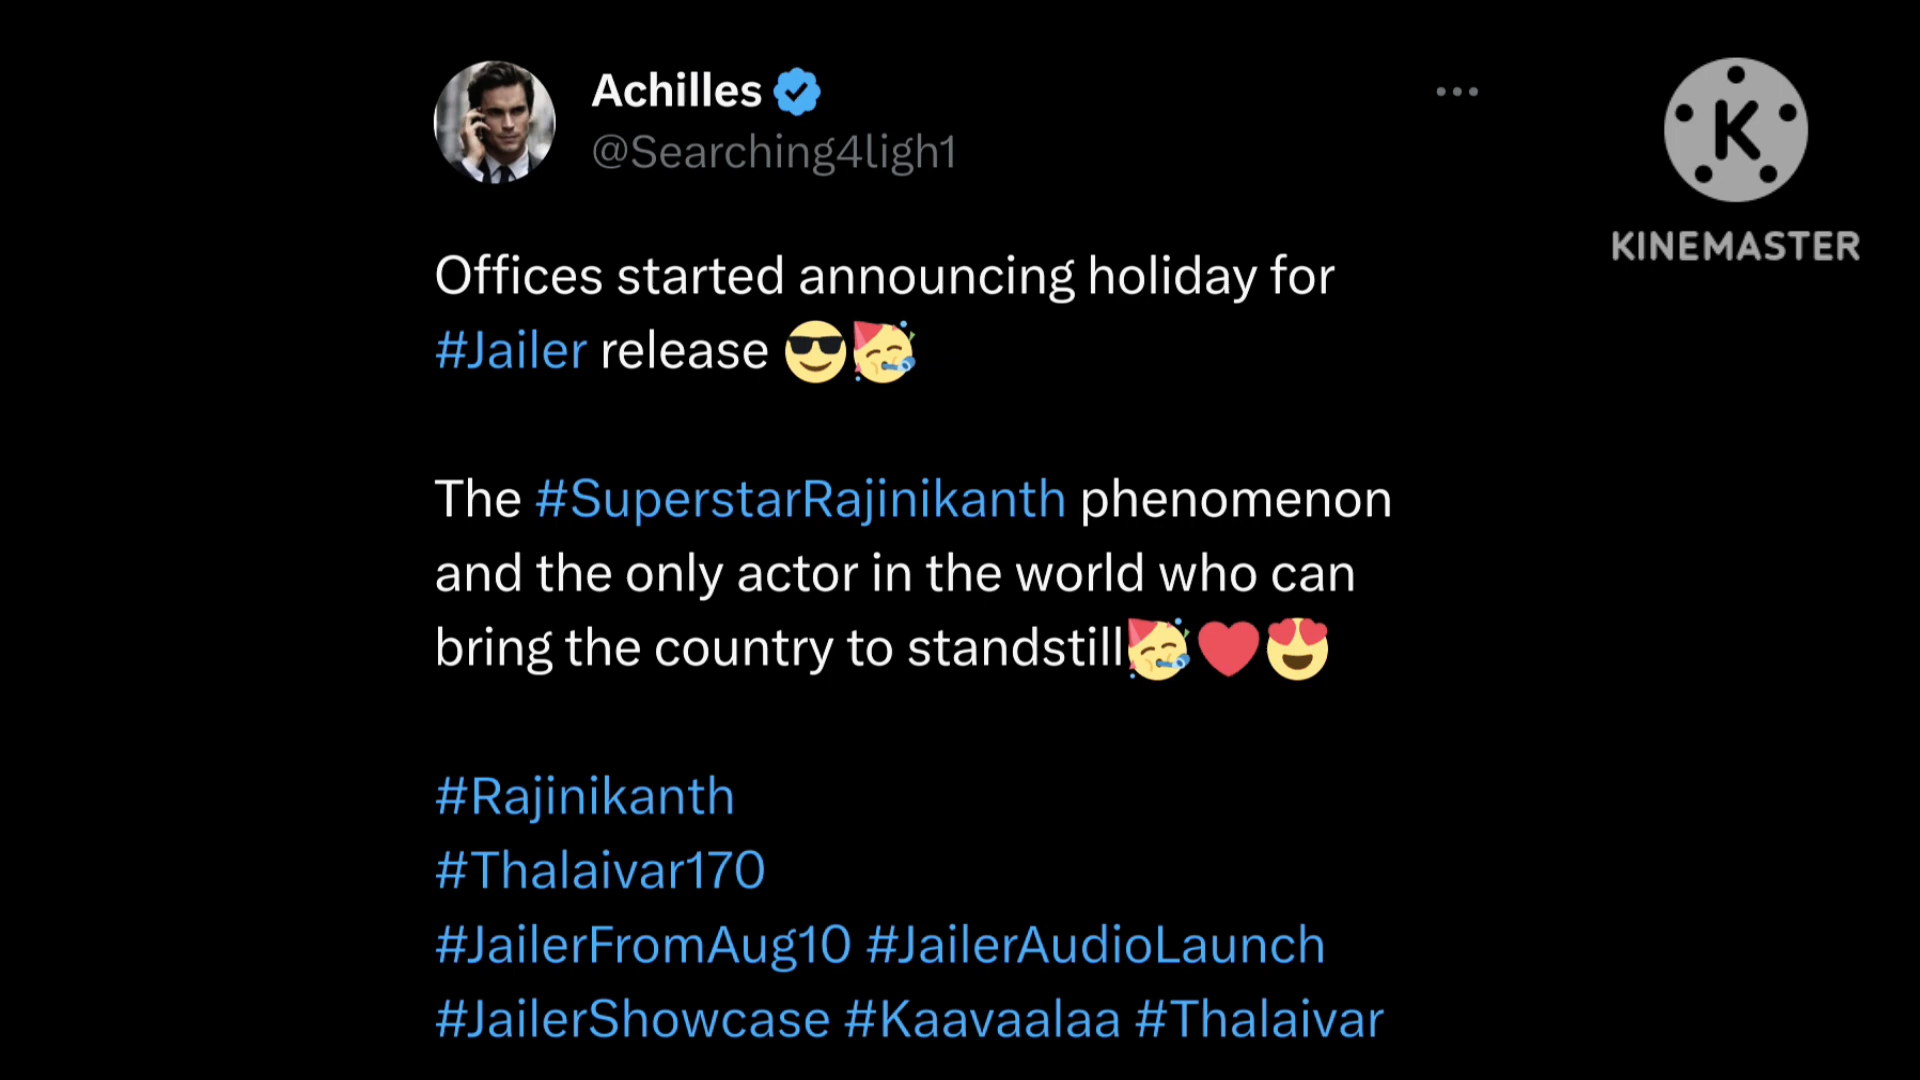 Achilles
@Searching4ligh1
K
KINEMASTER
Offices started announcing holiday for
#Jailer release 😎🥳
The #SuperstarRajinikanth phenomenon
and the only actor in the world who can
bring the country to standstill🥳❤️😍
#Rajinikanth
#Thalaivar170
#JailerFromAug10 #JailerAudioLaunch
#JailerShowcase #Kaavaalaa #Thalaivar